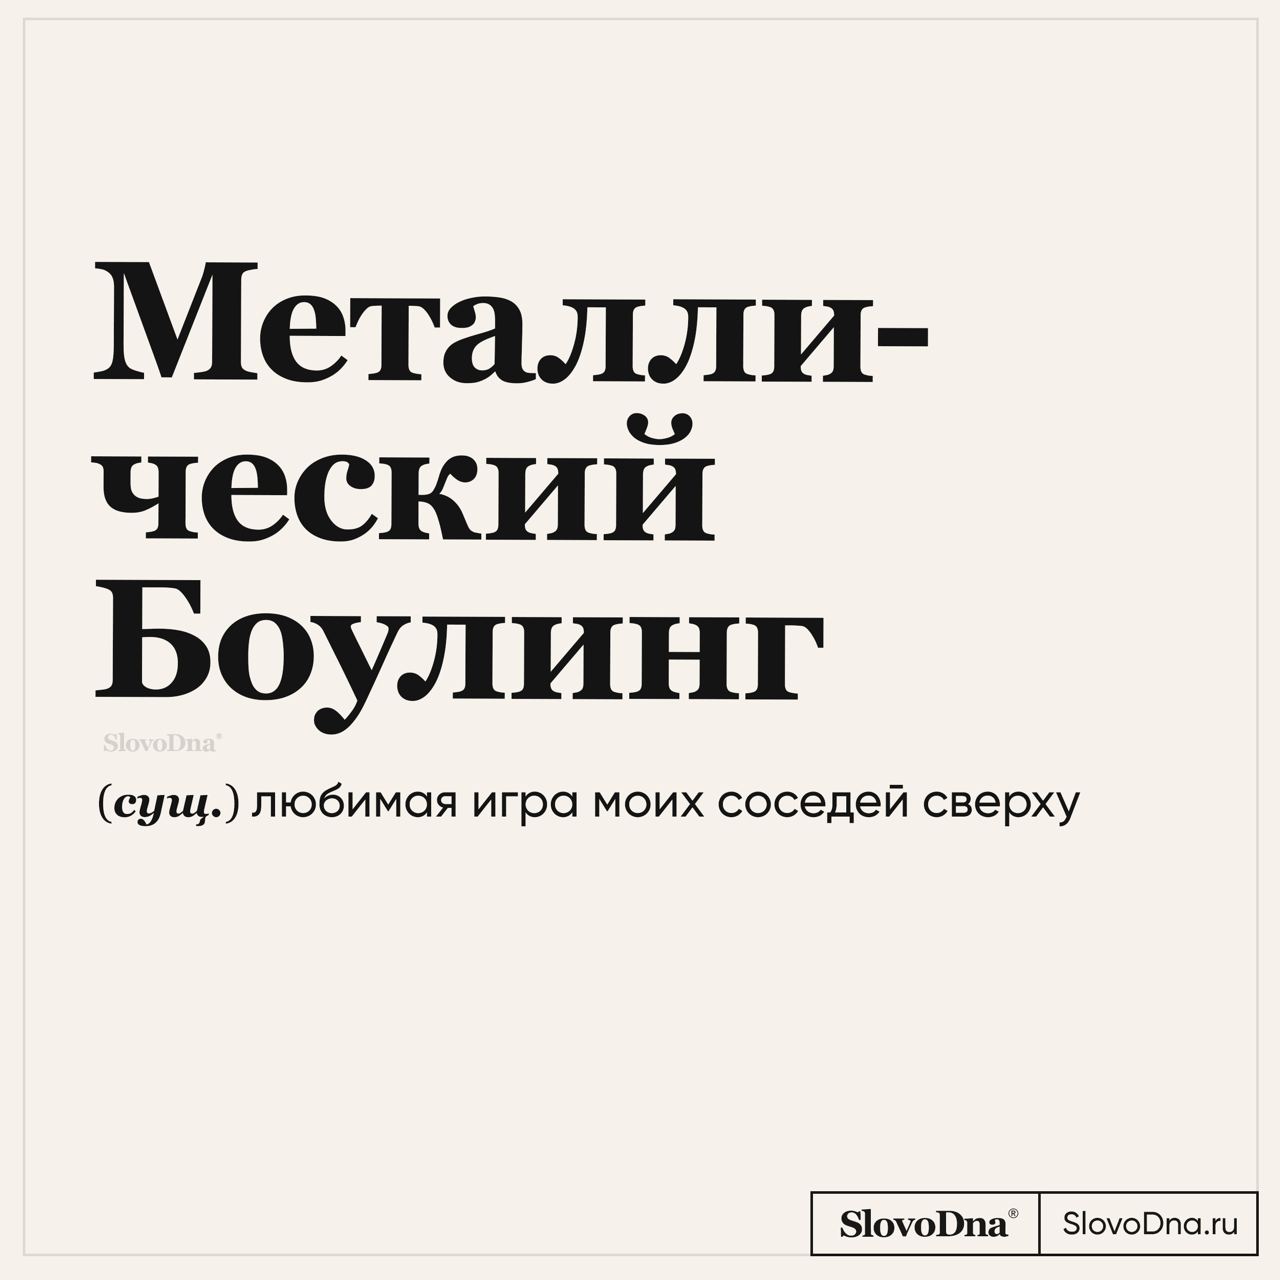 Металли-
ческий
Боулинг
SlovoDna®
(сущ.) любимая игра моих соседей сверху
SlovoDna® SlovoDna.ru